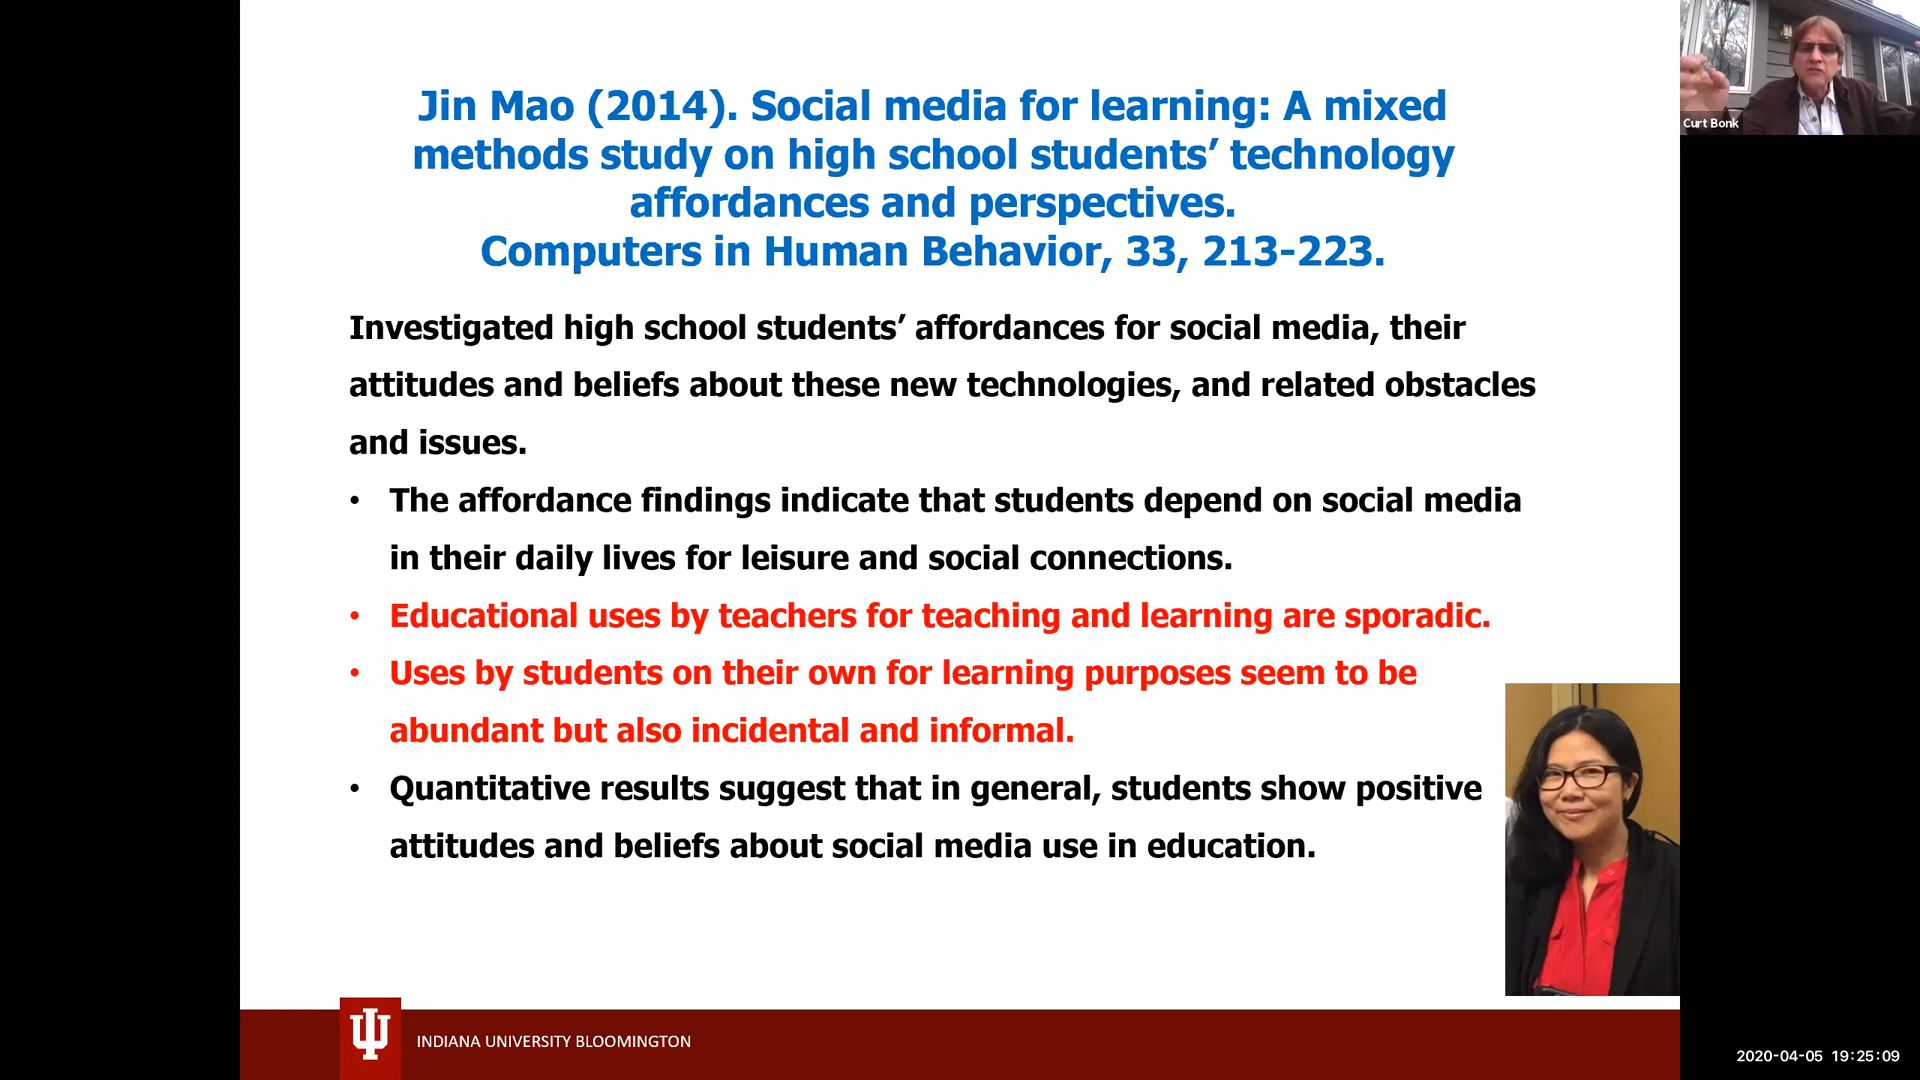 Jin Mao (2014). Social media for learning: A mixed
methods study on high school students’ technology
affordances and perspectives.
Computers in Human Behavior, 33, 213-223.
Curt Bonk
Investigated high school students’ affordances for social media, their
attitudes and beliefs about these new technologies, and related obstacles
and issues.
• The affordance findings indicate that students depend on social media
in their daily lives for leisure and social connections.
• Educational uses by teachers for teaching and learning are sporadic.
• Uses by students on their own for learning purposes seem to be
abundant but also incidental and informal.
• Quantitative results suggest that in general, students show positive
attitudes and beliefs about social media use in education.
INDIANA UNIVERSITY BLOOMINGTON
2020-04-05 19:25:09